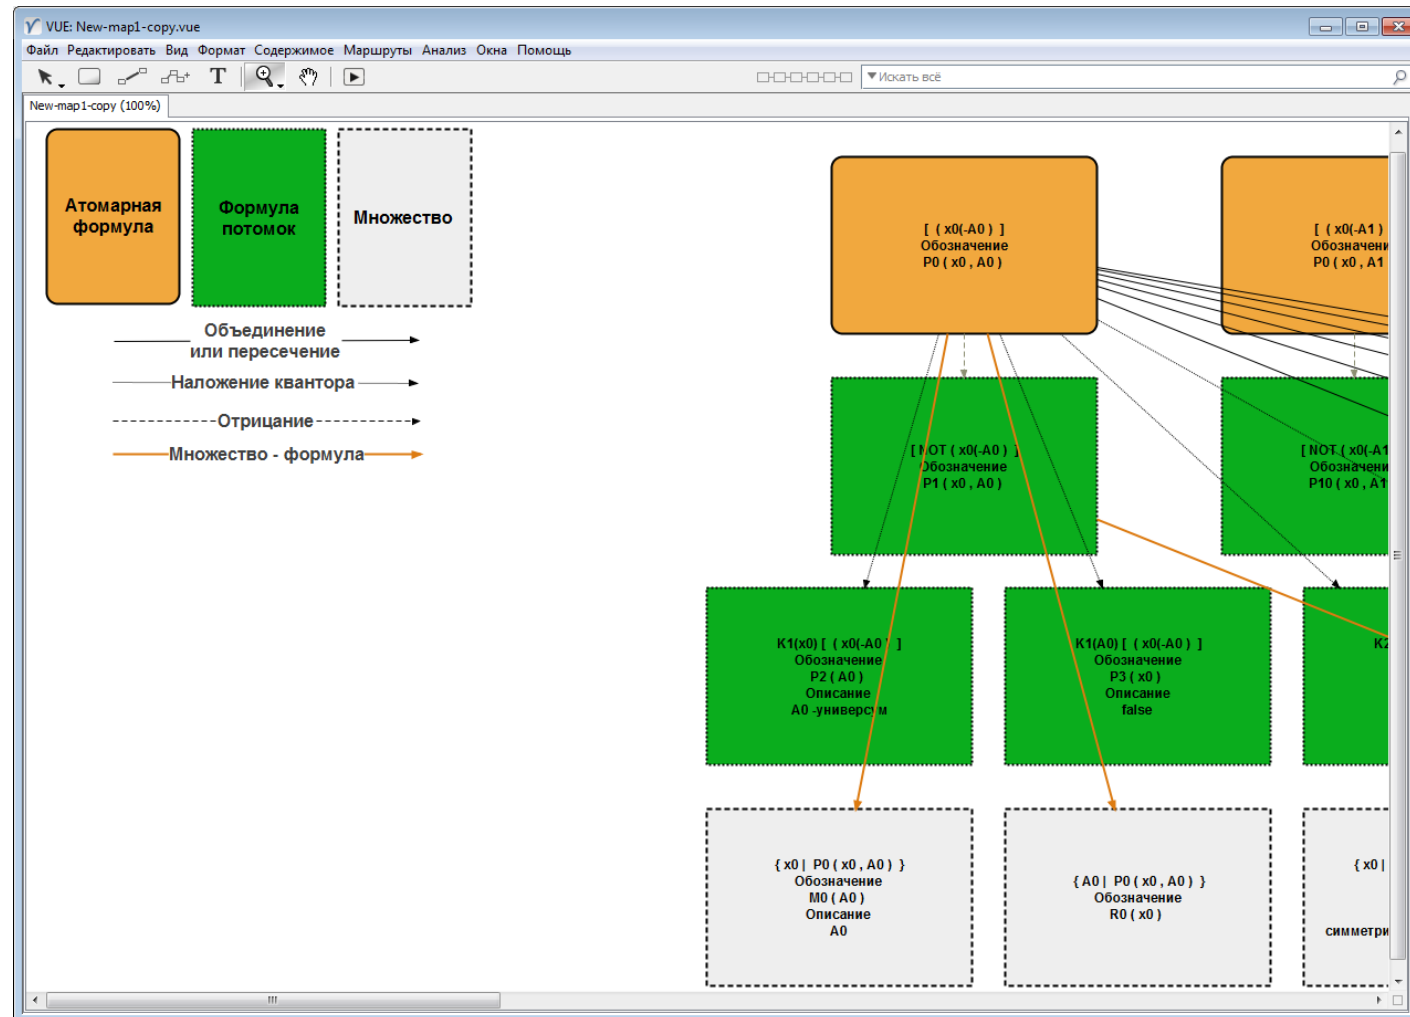 VUE: New-map1-copy.vue
Файл Редактировать Вид Формат Содержимое Маршруты Анализ Окна Помощь
T
Искать всё
New-map1-copy (100%)
Атомарная
формула
Формула
потомок
Множество
Объединение
или пересечение
Наложение квантора
Отрицание
Множество - формула
[ ( x0(-A0 ) ]
Обозначение
P0 ( x0 , A0 )
[ ( x0(-A1 )
Обозначени
P0 ( x0 , A1
[ NOT ( x0(-A0 ) ]
Обозначение
P1 ( x0 , A0 )
[ NOT ( x0(-A1
Обозначени
P10 ( x0 , A1
K1(x0) [ ( x0(-A0 ) ]
Обозначение
P2 ( A0 )
Описание
A0 -универсум
K1(A0) [ ( x0(-A0 ) ]
Обозначение
P3 ( x0 )
Описание
false
K2
{ x0 | P0 ( x0 , A0 ) }
Обозначение
M0 ( A0 )
Описание
A0
{ A0 | P0 ( x0 , A0 ) }
Обозначение
R0 ( x0 )
{ x0 |
симметри